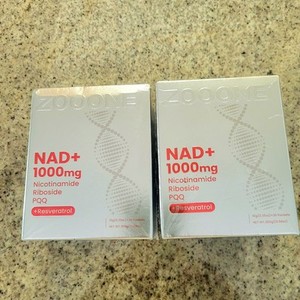 ZOOONE
NAD+
1000mg
Nicotinamide
Riboside
PQQ
+Resveratrol
ZOOONE
NAD+
1000mg
Nicotinamide
Riboside
PQQ
+Resveratrol